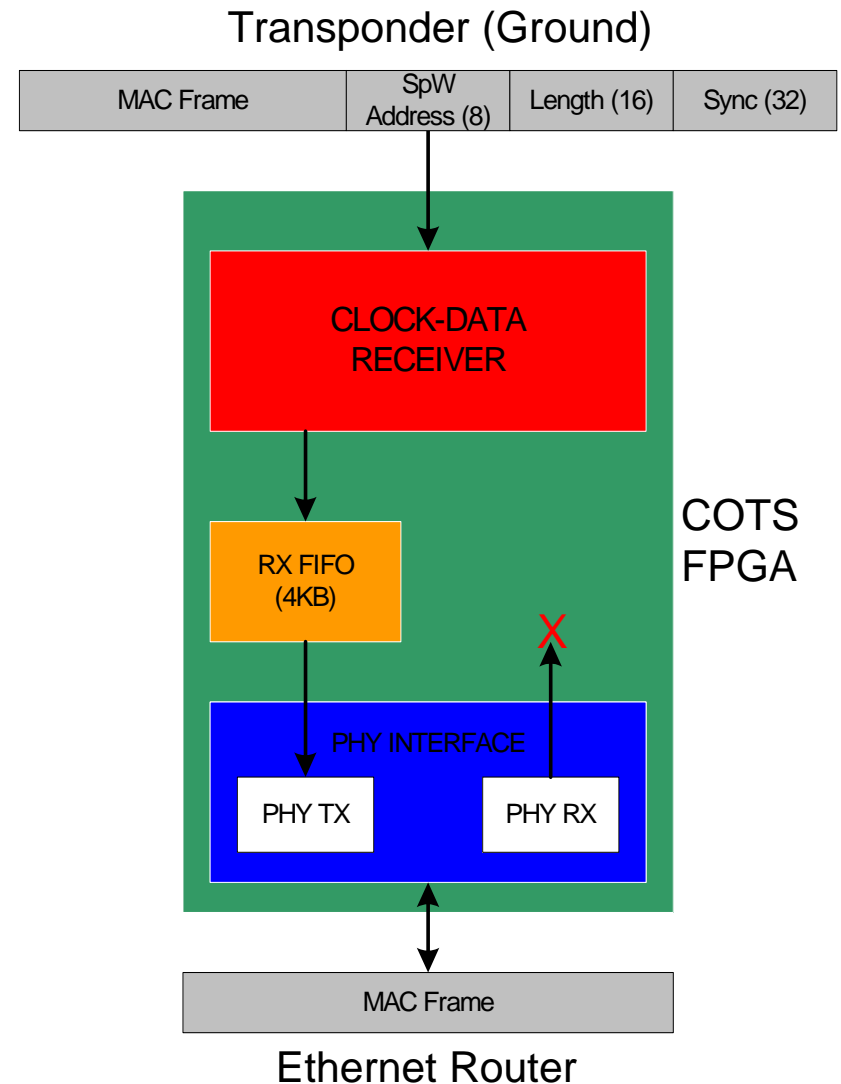 Transponder (Ground)
MAC Frame
SpW
Address (8)
Length (16)
Sync (32)
CLOCK-DATA
RECEIVER
COTS
FPGA
RX FIFO
(4KB)
X
PHY INTERFACE
PHY TX
PHY RX
MAC Frame
Ethernet Router